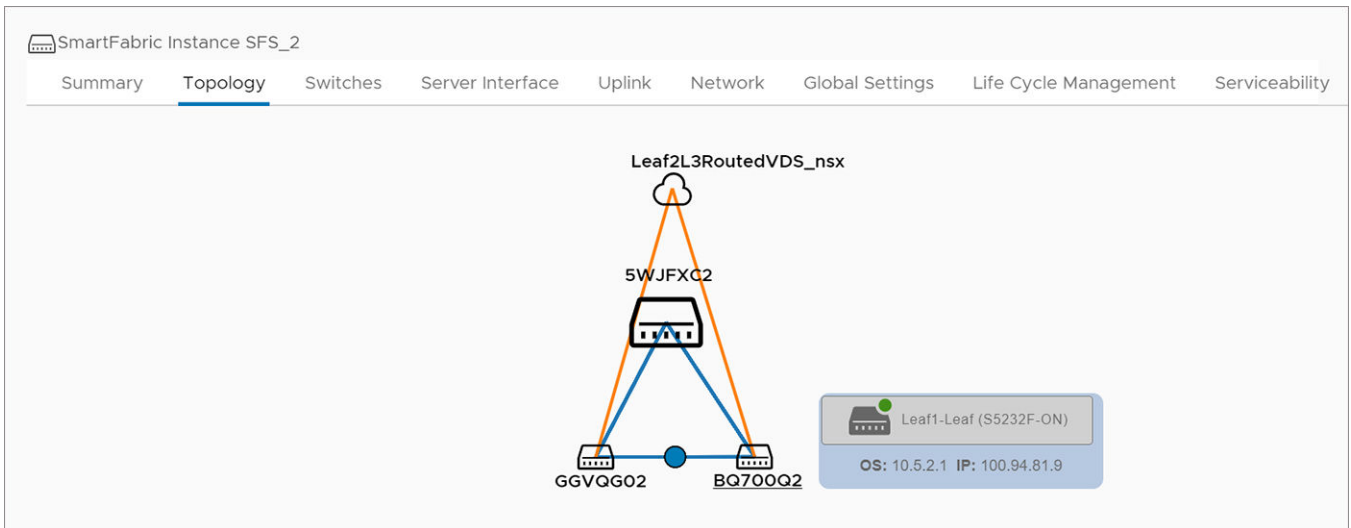 SmartFabric Instance SFS_2
Summary Topology Switches Server Interface Uplink Network Global Settings Life Cycle Management Serviceability
Leaf2L3RoutedVDS_nsx
5WJFXC2
Leaf1-Leaf (S5232F-ON)
OS: 10.5.2.1 IP: 100.94.81.9
GGVQG02 BQ700Q2